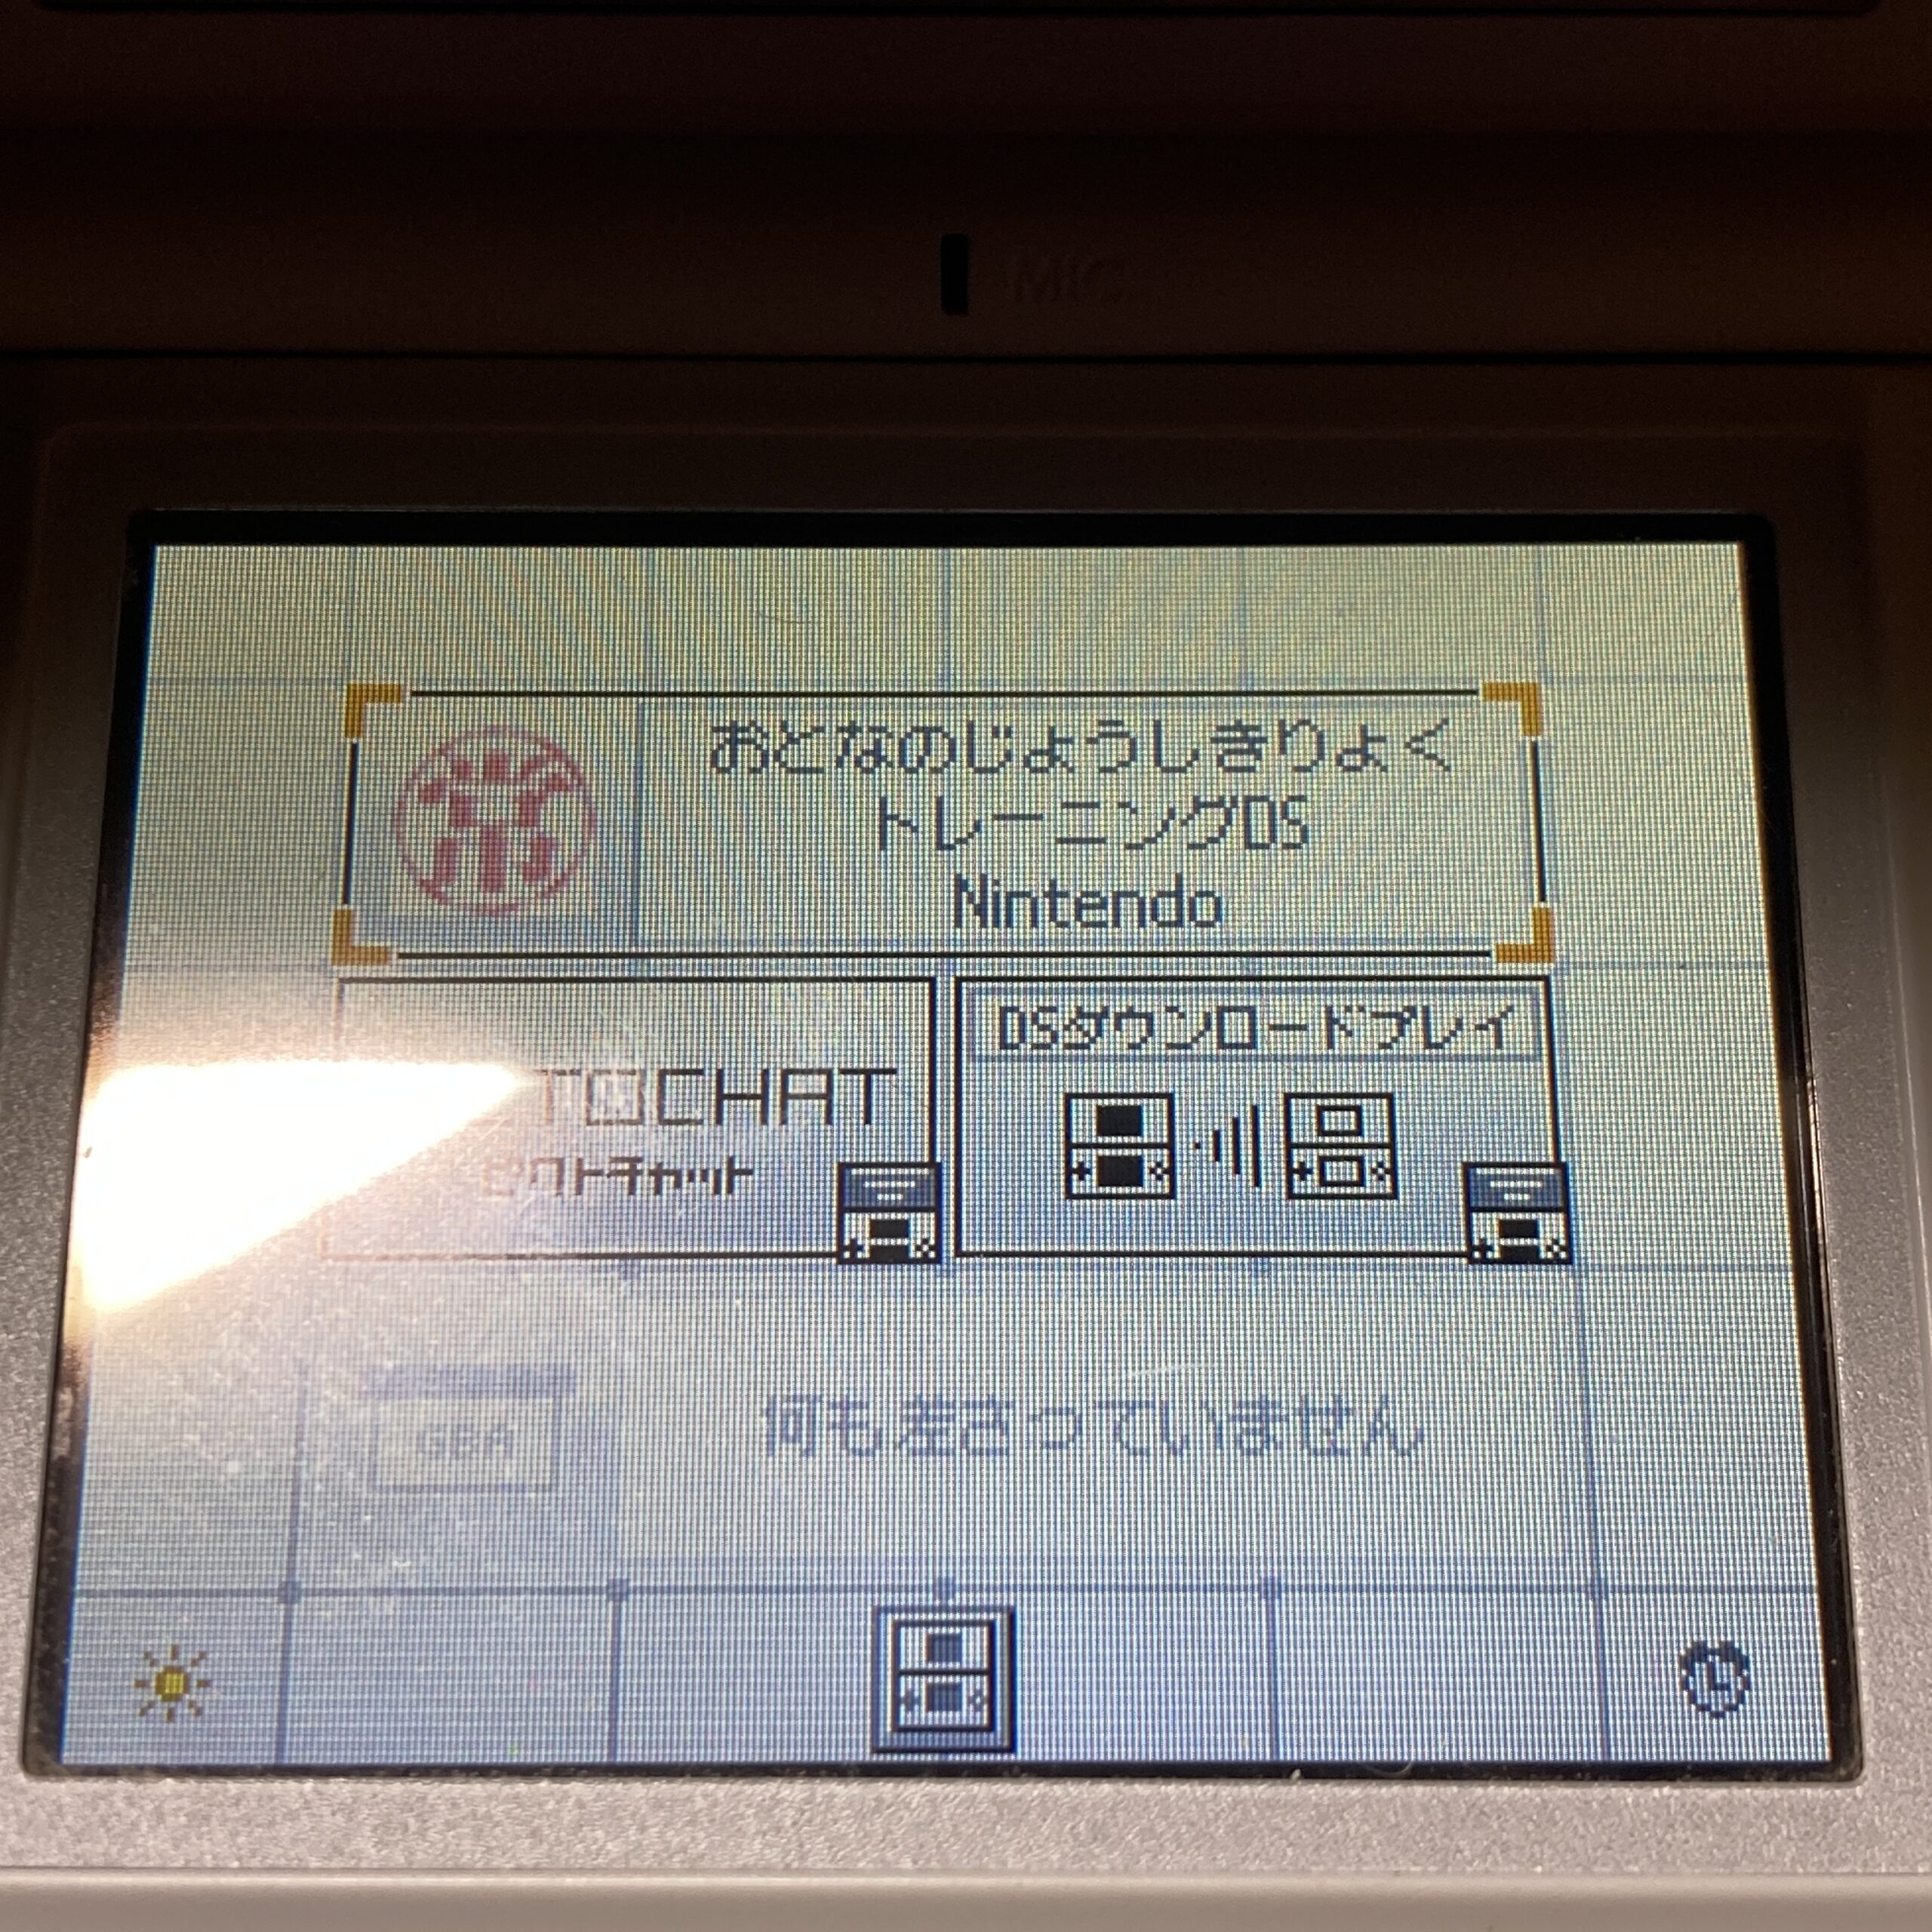 MIC.
おとなのじょうしきりょく
トレーニングDS
Nintendo
DSダウンロードプレイ
CHAT
ピクトチャット
GBA
何も差さっていません